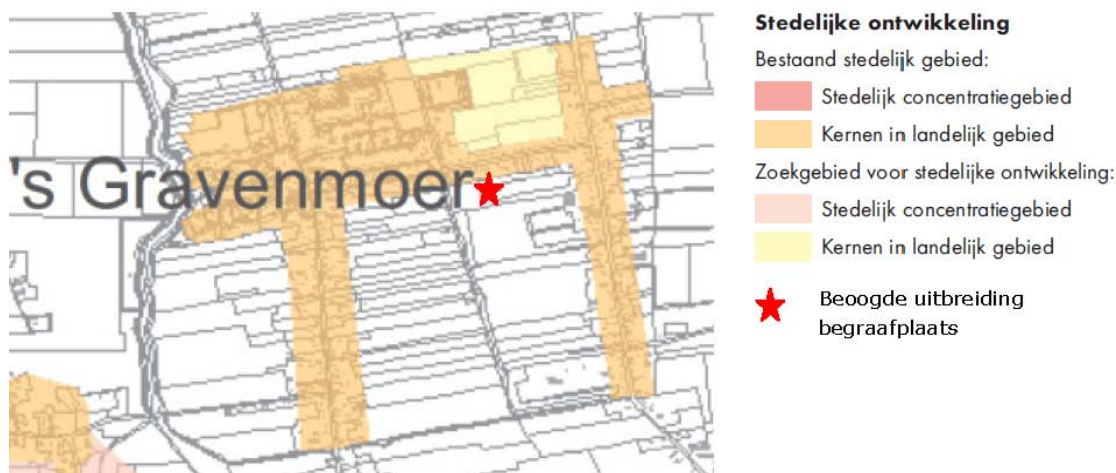 's Gravenmoer
Stedelijke ontwikkeling
Bestaand stedelijk gebied:
Stedelijk concentratiegebied
Kernen in landelijk gebied
Zoekgebied voor stedelijke ontwikkeling:
Stedelijk concentratiegebied
Kernen in landelijk gebied
Beoogde uitbreiding
begraafplaats